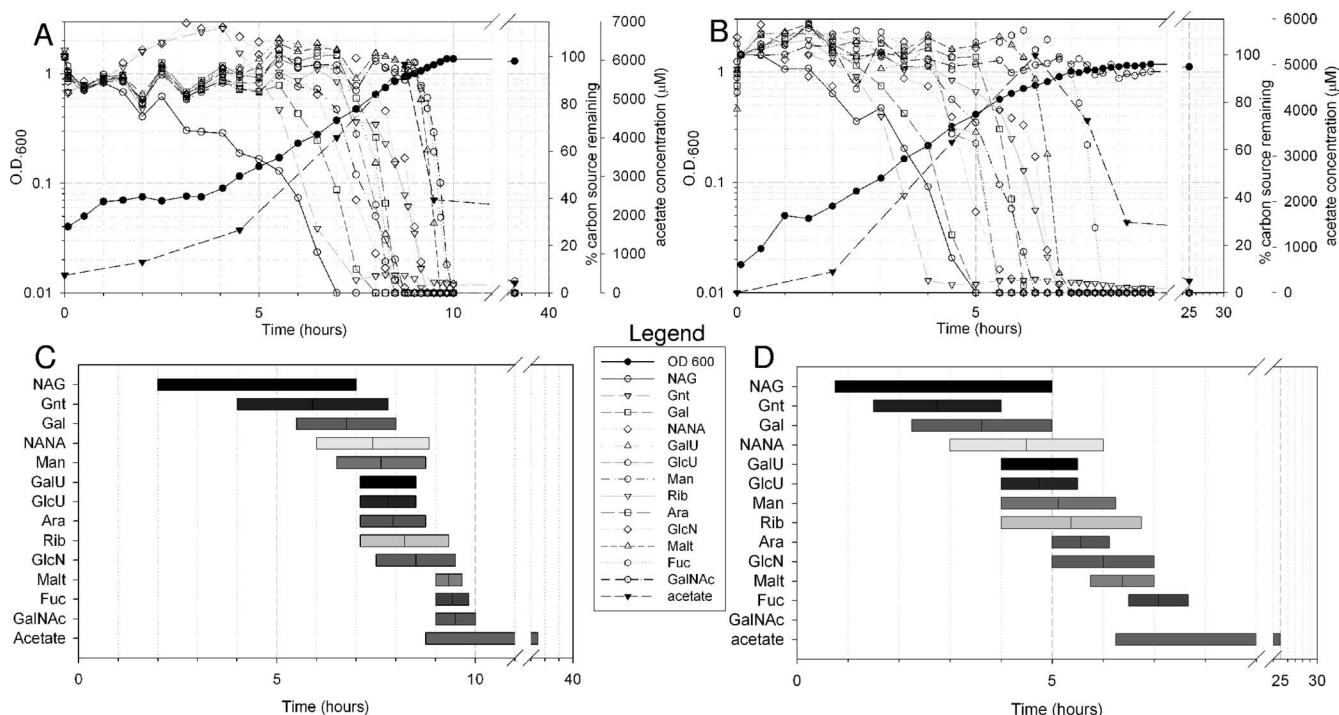 A
O.D.600
10
1
0.1
0.01
0
5
10
40
Time (hours)
100
80
60
40
20
0
% carbon source remaining
7000
6000
5000
4000
3000
2000
1000
0
acetate concentration (µM)
B
O.D.600
1
0.1
0.01
0
5
25
30
Time (hours)
100
80
60
40
20
0
% carbon source remaining
6000
5000
4000
3000
2000
1000
0
acetate concentration (µM)
C
NAG
Gnt
Gal
NANA
Man
GalU
GlcU
Ara
Rib
GlcN
Malt
Fuc
GalNAc
Acetate
0
5
10
40
Time (hours)
Legend
OD 600
NAG
Gnt
Gal
NANA
GalU
GlcU
Man
Rib
Ara
GlcN
Malt
Fuc
GalNAc
acetate
D
NAG
Gnt
Gal
NANA
GalU
GlcU
Man
Rib
Ara
GlcN
Malt
Fuc
GalNAc
acetate
0
5
25
30
Time (hours)